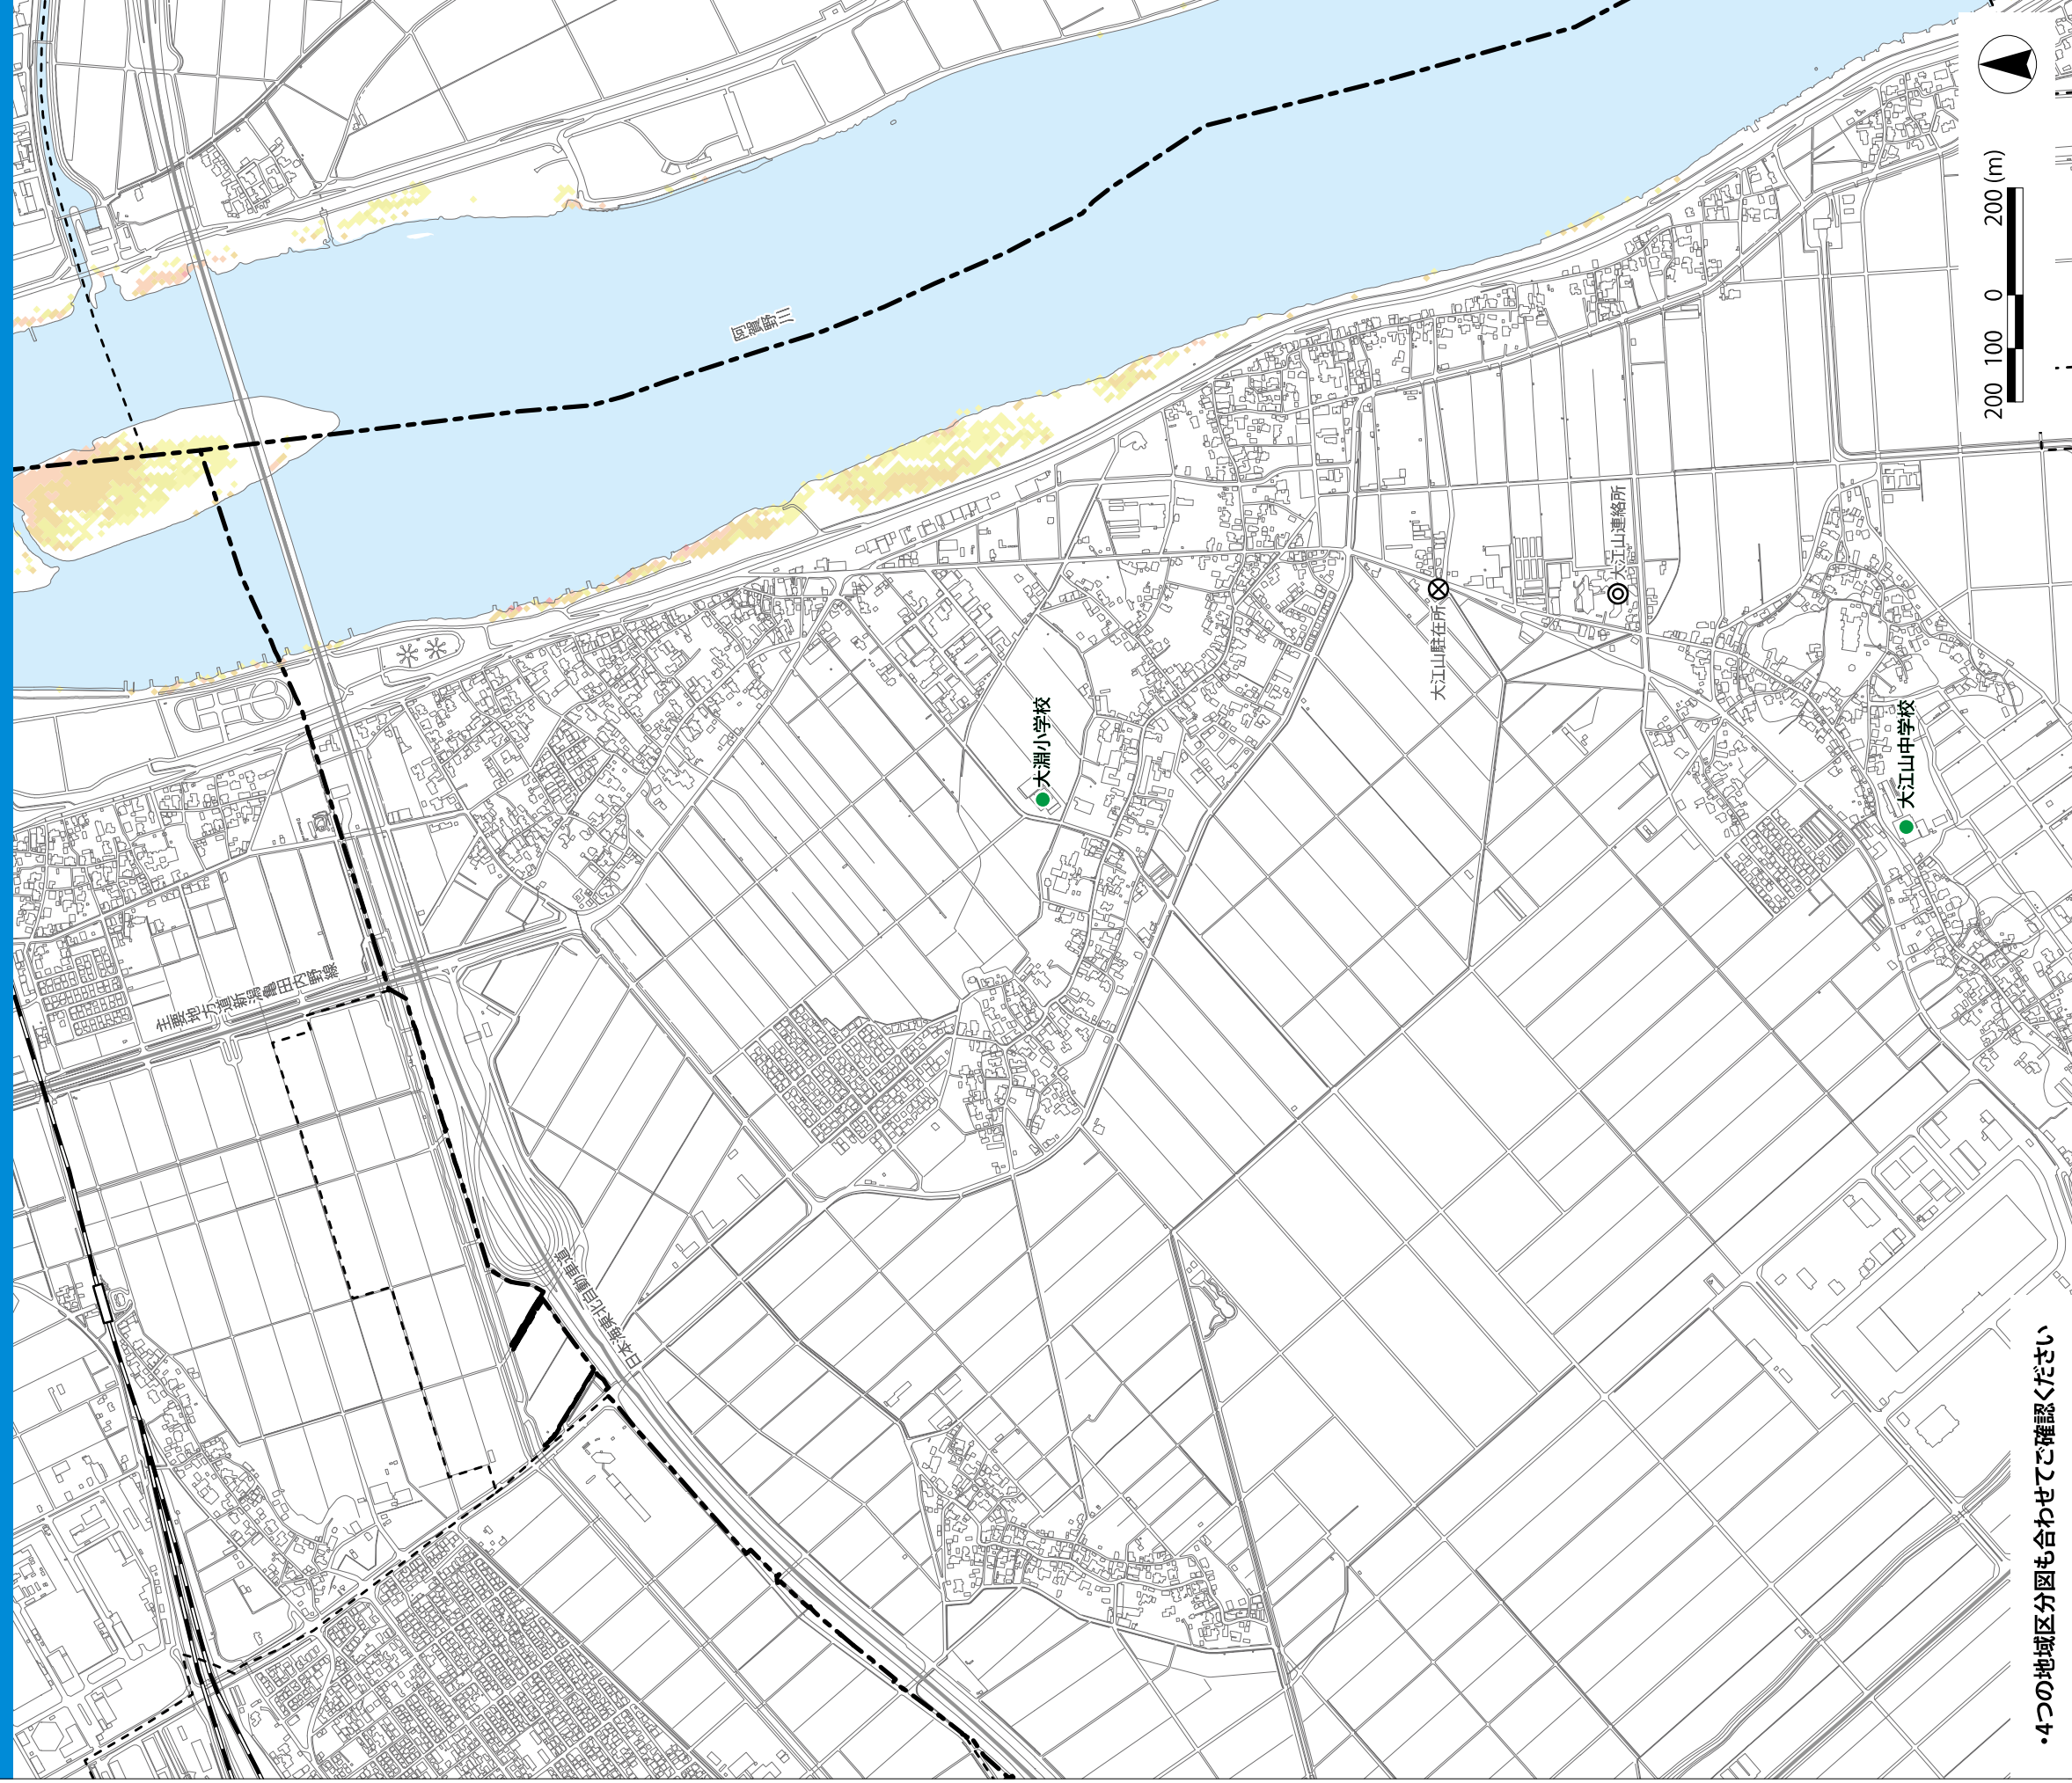 阿賀野川
主要地方道新潟亀田内野線
日本海東北自動車道
大淵小学校
大江山駐在所
大江山連絡所
大江山中学校
200 100 0 200 (m)
・4つの地域区分図も合わせてご確認ください